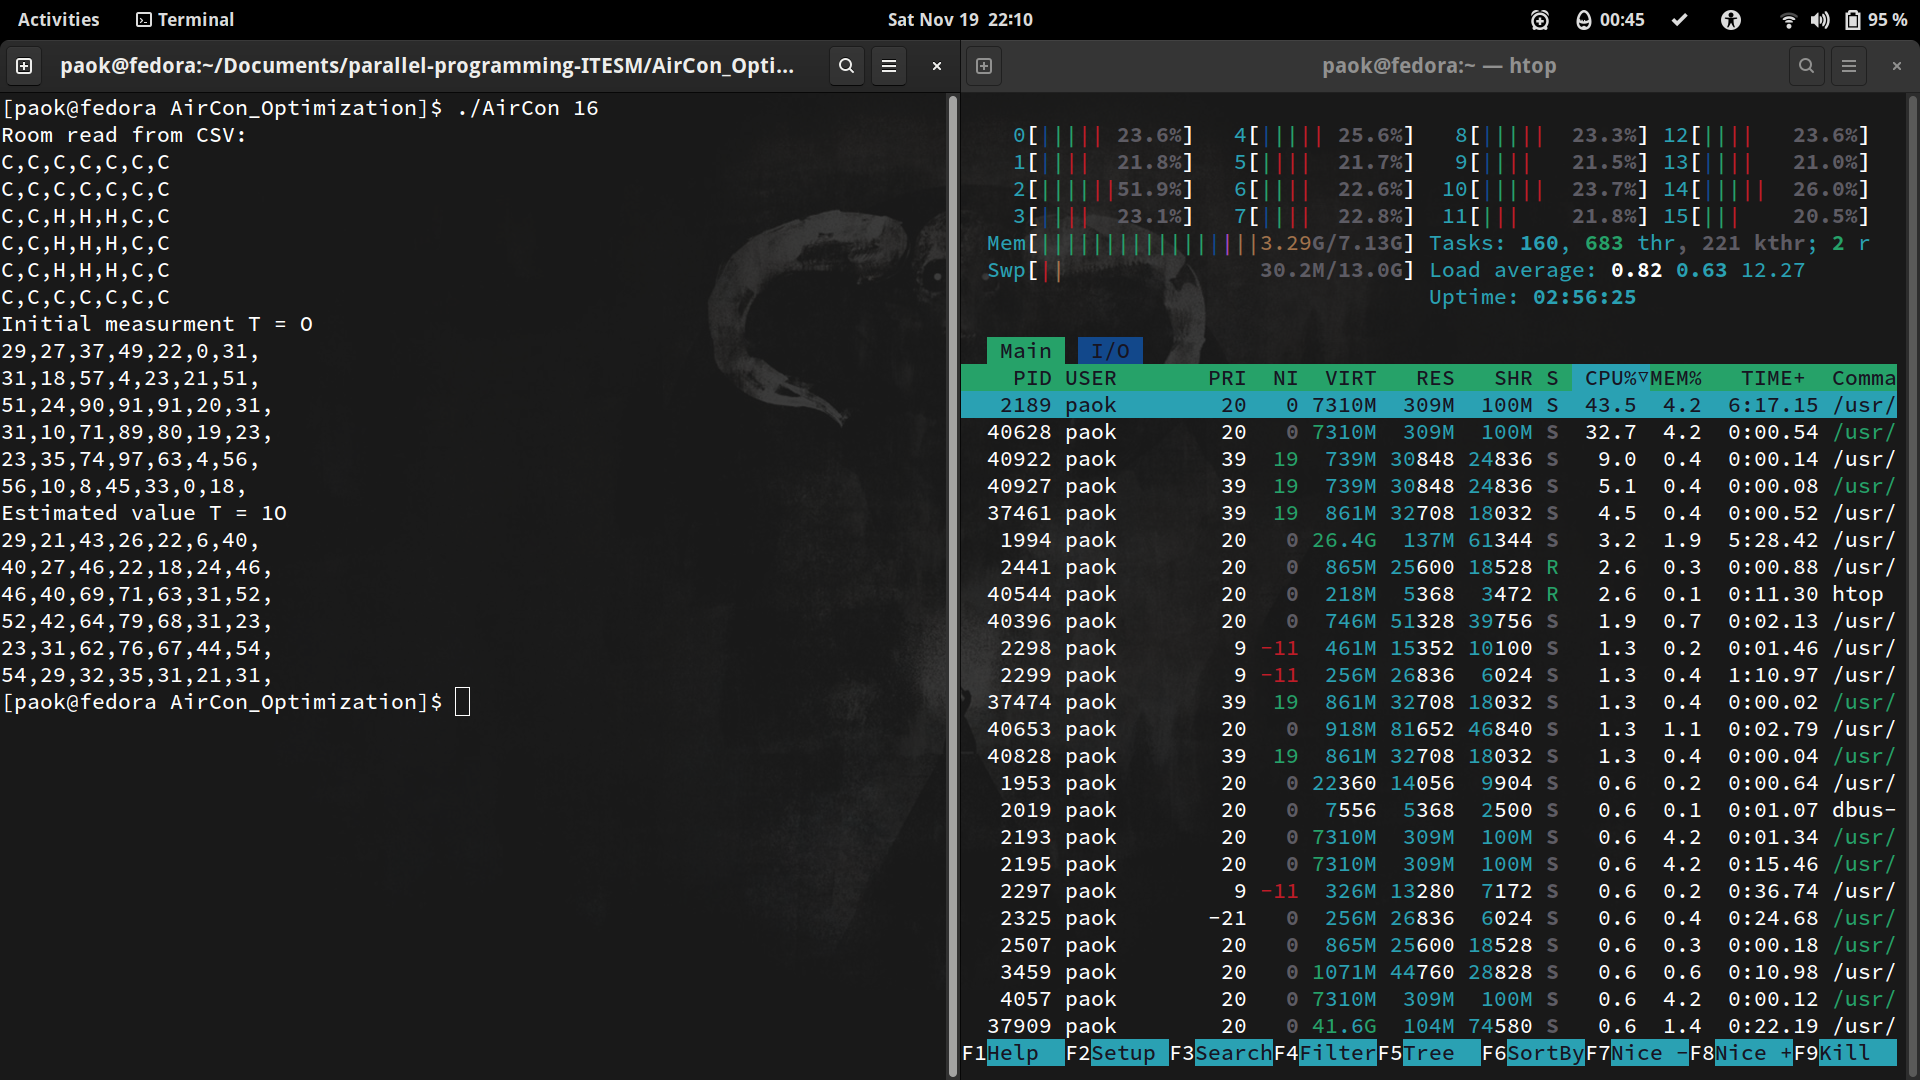 Activities Terminal Sat Nov 19 22:10 00:45 95 %
paok@fedora:~/Documents/parallel-programming-ITESM/AirCon_Opti...
[paok@fedora AirCon_Optimization]$ ./AirCon 16
Room read from CSV:
C,C,C,C,C,C,C
C,C,C,C,C,C,C
C,C,H,H,H,C,C
C,C,H,H,H,C,C
C,C,H,H,H,C,C
C,C,C,C,C,C,C
Initial measurment T = 0
29,27,37,49,22,0,31,
31,18,57,4,23,21,51,
51,24,90,91,91,20,31,
31,10,71,89,80,19,23,
23,35,74,97,63,4,56,
56,10,8,45,33,0,18,
Estimated value T = 10
29,21,43,26,22,6,40,
40,27,46,22,18,24,46,
46,40,69,71,63,31,52,
52,42,64,79,68,31,23,
23,31,62,76,67,44,54,
54,29,32,35,31,21,31,
[paok@fedora AirCon_Optimization]$
paok@fedora:~ — htop
0[||||| 23.6%] 4[||||| 25.6%] 8[||||| 23.3%] 12[|||| 23.6%]
1[|||| 21.8%] 5[|||| 21.7%] 9[|||| 21.5%] 13[|||| 21.0%]
2[||||||51.9%] 6[|||| 22.6%] 10[||||| 23.7%] 14[||||| 26.0%]
3[|||| 23.1%] 7[|||| 22.8%] 11[||| 21.8%] 15[||| 20.5%]
Mem[|||||||||||||||||3.29G/7.13G] Tasks: 160, 683 thr, 221 kthr; 2 r
Swp[|| 30.2M/13.0G] Load average: 0.82 0.63 12.27
Uptime: 02:56:25
Main I/O
PID USER PRI NI VIRT RES SHR S CPU%▽MEM% TIME+ Comma
2189 paok 20 0 7310M 309M 100M S 43.5 4.2 6:17.15 /usr/
40628 paok 20 0 7310M 309M 100M S 32.7 4.2 0:00.54 /usr/
40922 paok 39 19 739M 30848 24836 S 9.0 0.4 0:00.14 /usr/
40927 paok 39 19 739M 30848 24836 S 5.1 0.4 0:00.08 /usr/
37461 paok 39 19 861M 32708 18032 S 4.5 0.4 0:00.52 /usr/
1994 paok 20 0 26.4G 137M 61344 S 3.2 1.9 5:28.42 /usr/
2441 paok 20 0 865M 25600 18528 R 2.6 0.3 0:00.88 /usr/
40544 paok 20 0 218M 5368 3472 R 2.6 0.1 0:11.30 htop
40396 paok 20 0 746M 51328 39756 S 1.9 0.7 0:02.13 /usr/
2298 paok 9 -11 461M 15352 10100 S 1.3 0.2 0:01.46 /usr/
2299 paok 9 -11 256M 26836 6024 S 1.3 0.4 1:10.97 /usr/
37474 paok 39 19 861M 32708 18032 S 1.3 0.4 0:00.02 /usr/
40653 paok 20 0 918M 81652 46840 S 1.3 1.1 0:02.79 /usr/
40828 paok 39 19 861M 32708 18032 S 1.3 0.4 0:00.04 /usr/
1953 paok 20 0 22360 14056 9904 S 0.6 0.2 0:00.64 /usr/
2019 paok 20 0 7556 5368 2500 S 0.6 0.1 0:01.07 dbus-
2193 paok 20 0 7310M 309M 100M S 0.6 4.2 0:01.34 /usr/
2195 paok 20 0 7310M 309M 100M S 0.6 4.2 0:15.46 /usr/
2297 paok 9 -11 326M 13280 7172 S 0.6 0.2 0:36.74 /usr/
2325 paok -21 0 256M 26836 6024 S 0.6 0.4 0:24.68 /usr/
2507 paok 20 0 865M 25600 18528 S 0.6 0.3 0:00.18 /usr/
3459 paok 20 0 1071M 44760 28828 S 0.6 0.6 0:10.98 /usr/
4057 paok 20 0 7310M 309M 100M S 0.6 4.2 0:00.12 /usr/
37909 paok 20 0 41.6G 104M 74580 S 0.6 1.4 0:22.19 /usr/
F1Help F2Setup F3SearchF4FilterF5Tree F6SortByF7Nice -F8Nice +F9Kill